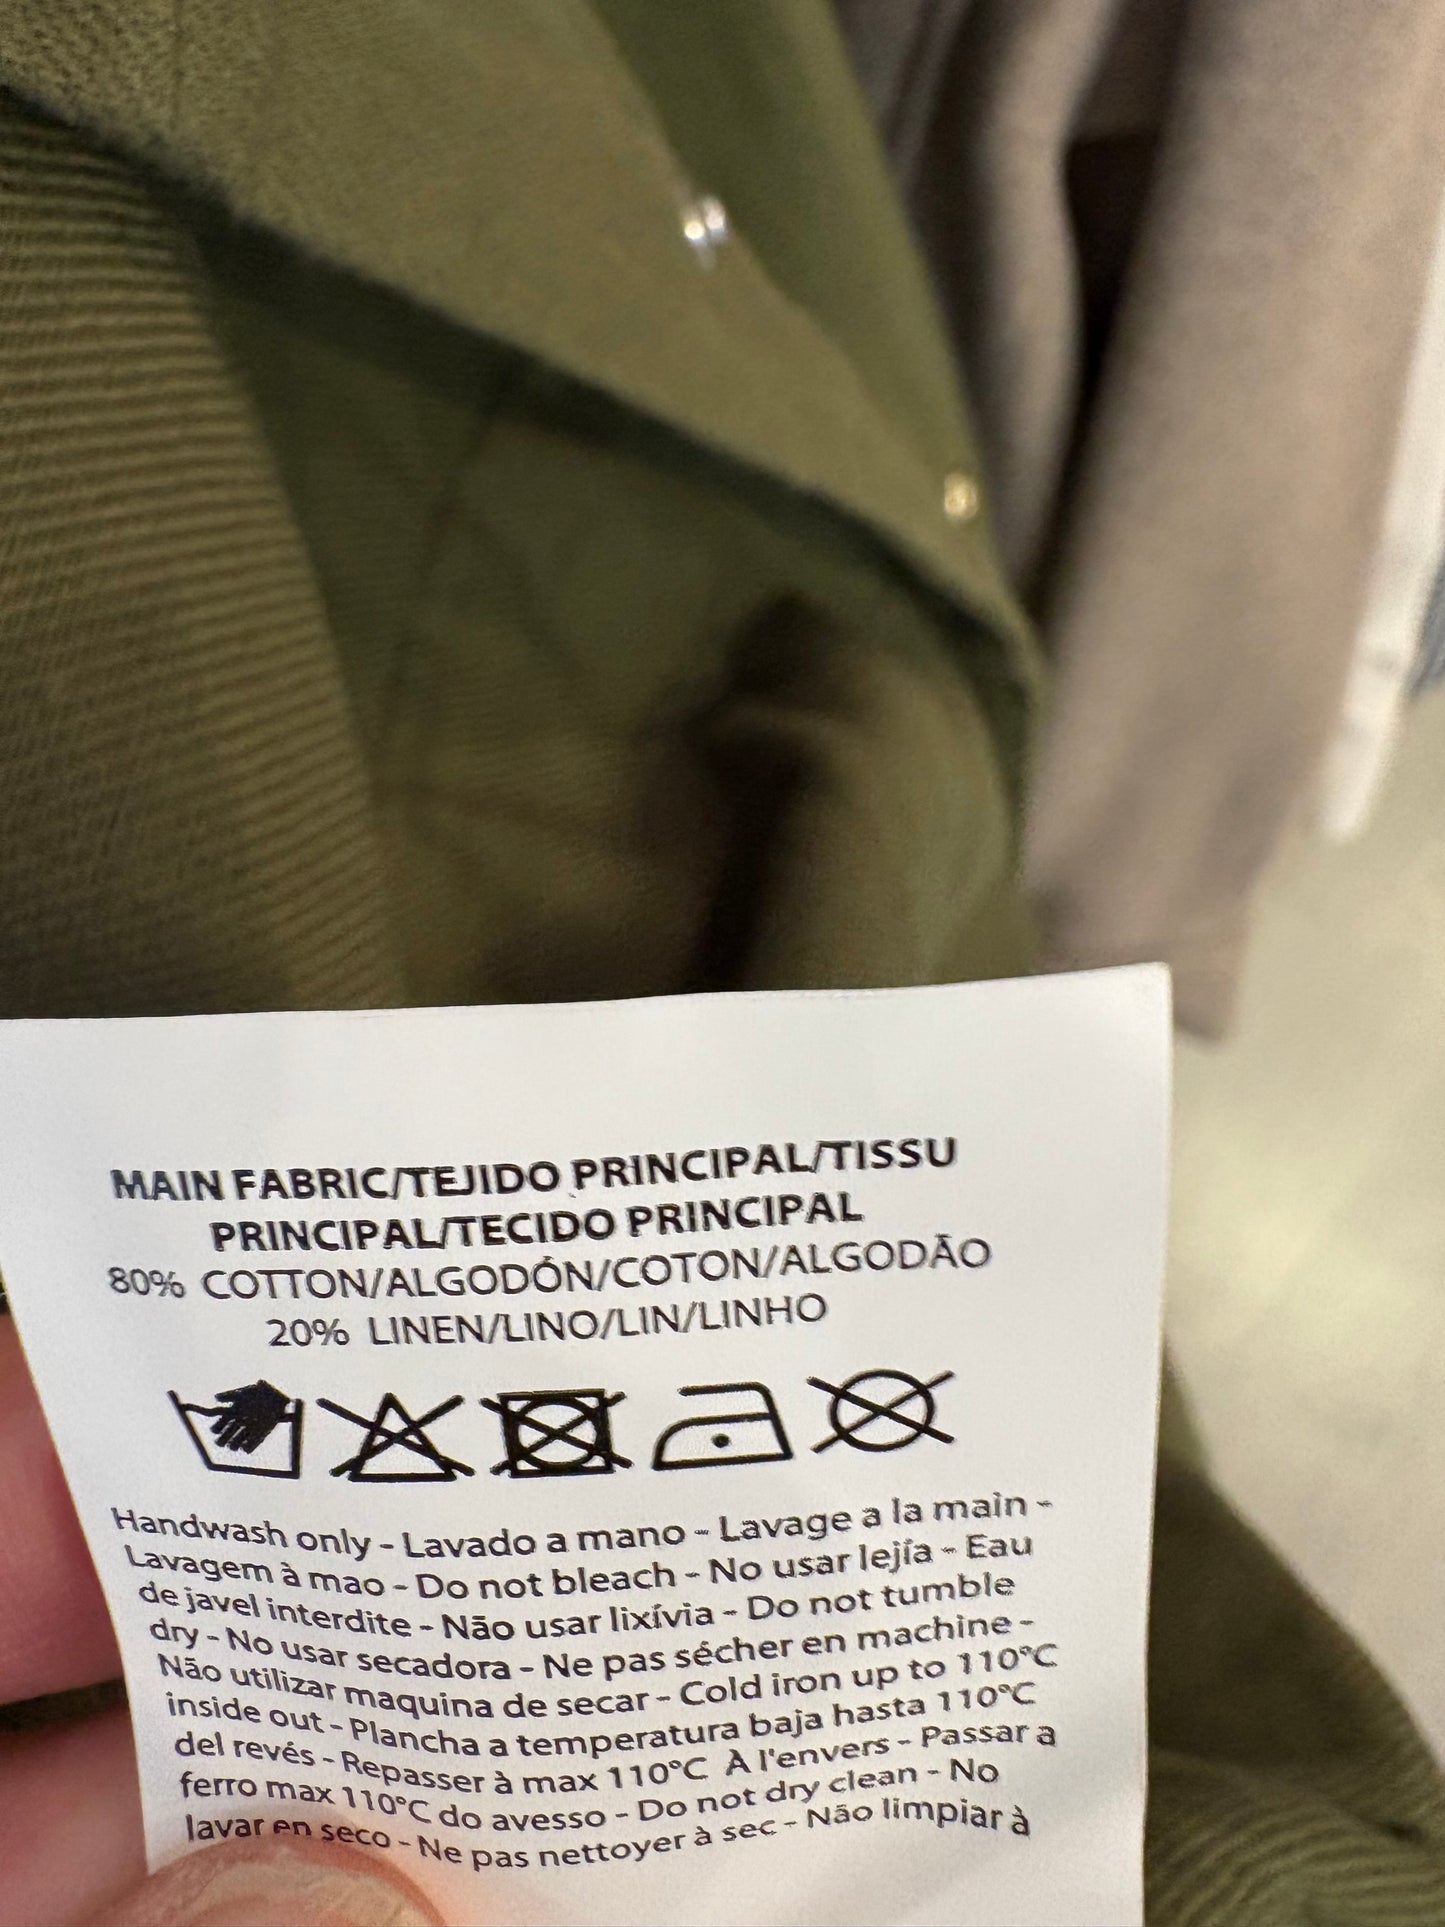 MAIN FABRIC/TEJIDO PRINCIPAL/TISSU
PRINCIPAL/TECIDO PRINCIPAL
80% COTTON/ALGODÓN/COTON/ALGODÃO
20% LINEN/LINO/LIN/LINHO
Handwash only - Lavado a mano - Lavage a la main -
Lavagem à mao - Do not bleach - No usar lejía - Eau
de javel interdite - Não usar lixívia - Do not tumble
dry - No usar secadora - Ne pas sécher en machine -
Não utilizar maquina de secar - Cold iron up to 110ºC
inside out - Plancha a temperatura baja hasta 110ºC
del revés - Repasser à max 110ºC À l'envers - Passar a
ferro max 110ºC do avesso - Do not dry clean - No
lavar en seco - Ne pas nettoyer à sec - Não limpiar à